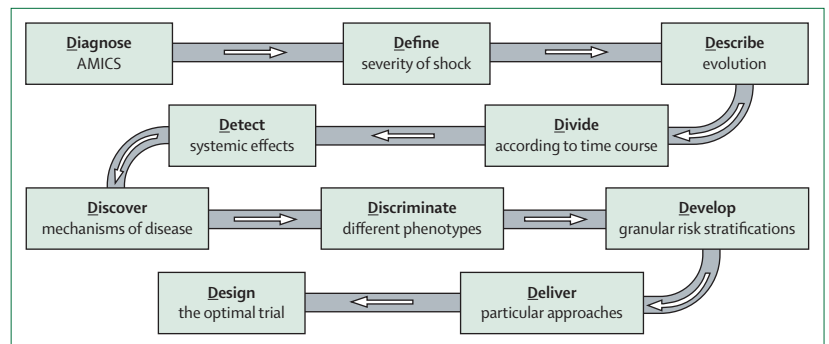 Diagnose
AMICS
Define
severity of shock
Describe
evolution
Divide
according to time course
Detect
systemic effects
Discover
mechanisms of disease
Discriminate
different phenotypes
Develop
granular risk stratifications
Deliver
particular approaches
Design
the optimal trial